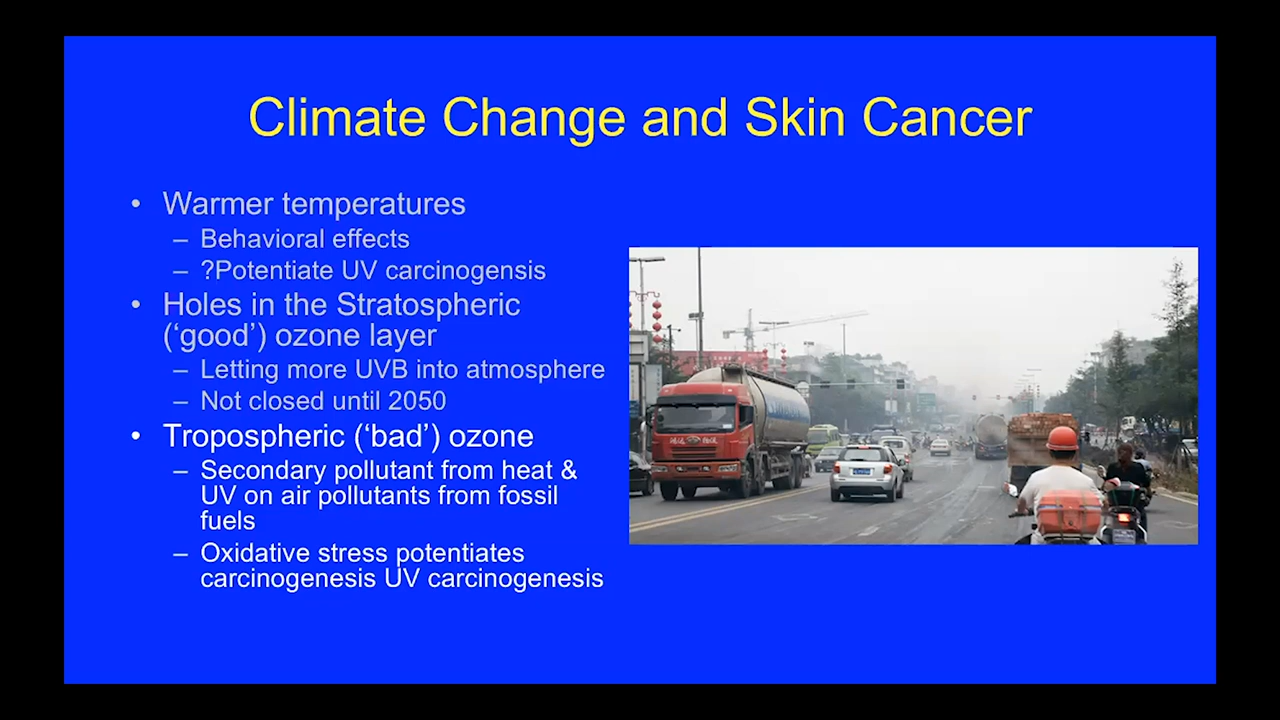 Climate Change and Skin Cancer
• Warmer temperatures
– Behavioral effects
– ?Potentiate UV carcinogensis
• Holes in the Stratospheric
(‘good’) ozone layer
– Letting more UVB into atmosphere
– Not closed until 2050
• Tropospheric (‘bad’) ozone
– Secondary pollutant from heat &
UV on air pollutants from fossil
fuels
– Oxidative stress potentiates
carcinogenesis UV carcinogenesis